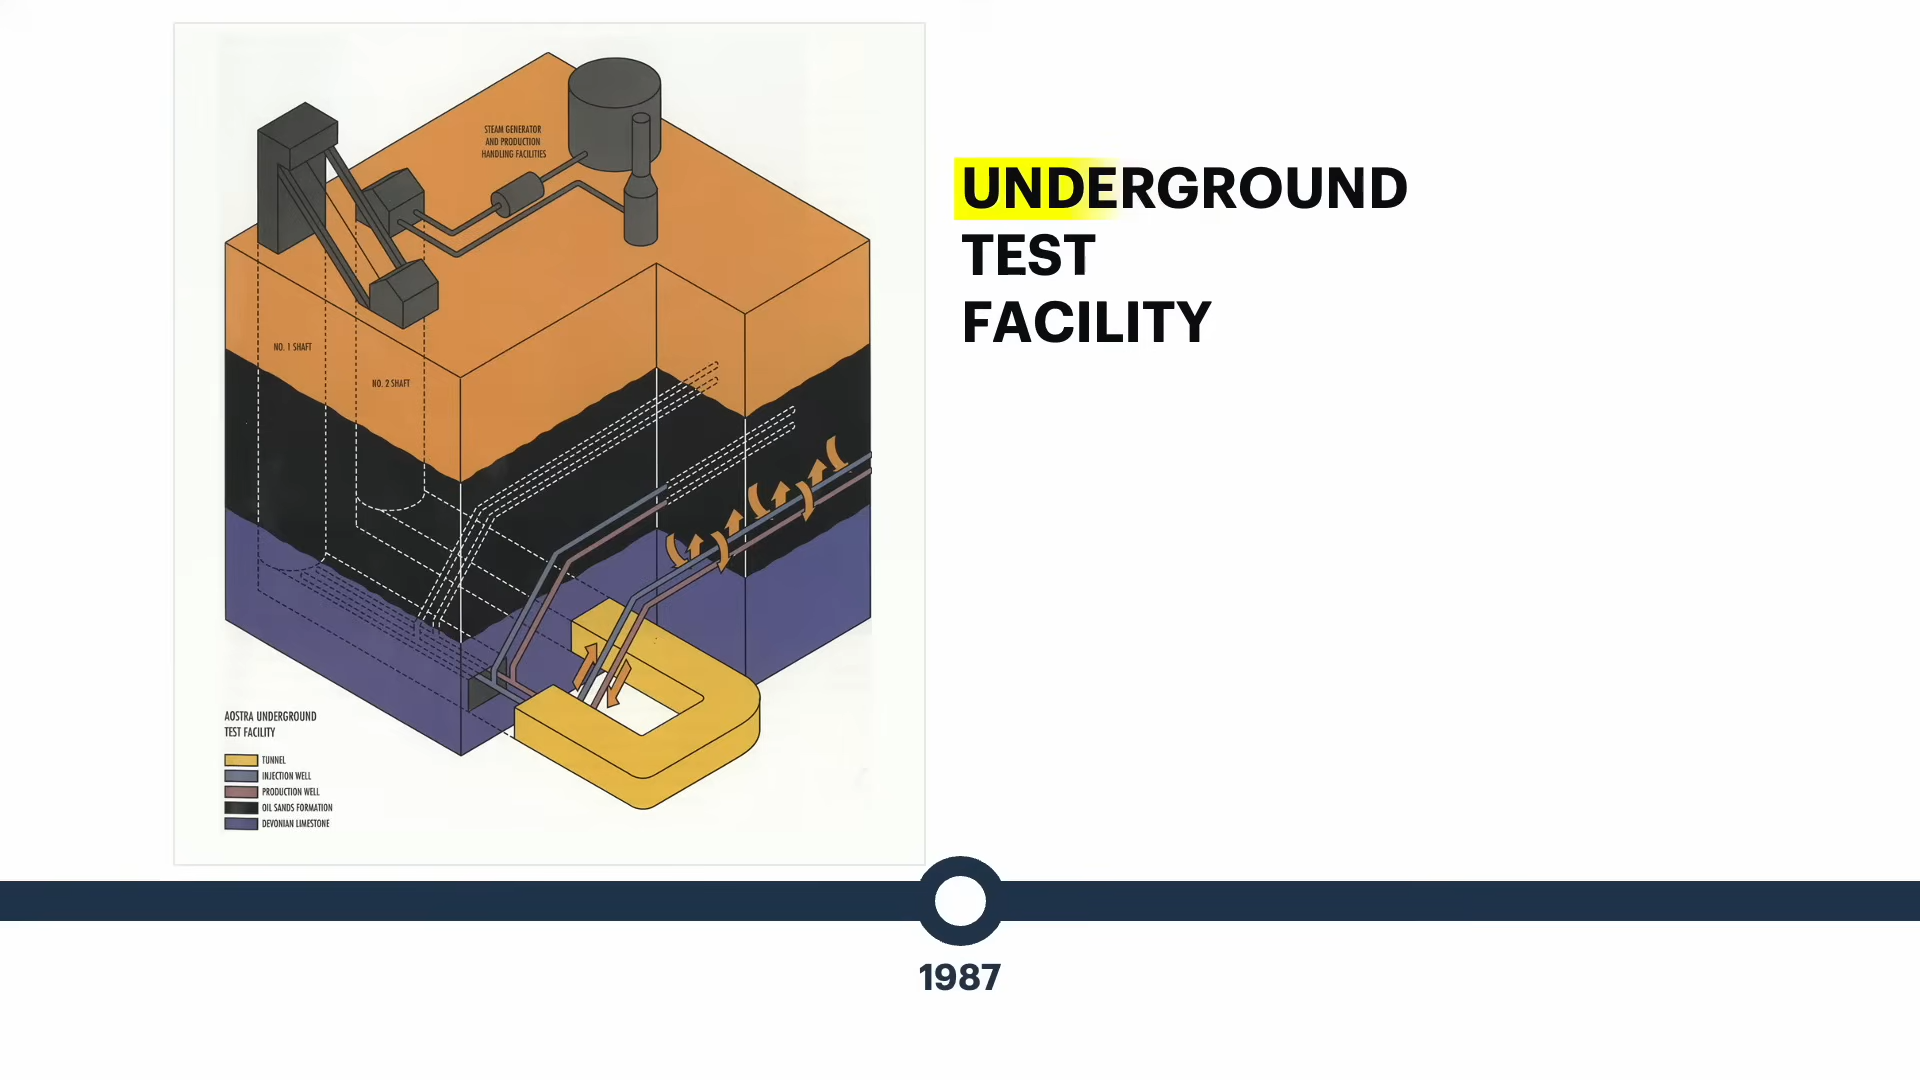 STEAM GENERATOR
AND PRODUCTION
HANDLING FACILITIES
NO. 1 SHAFT
NO. 2 SHAFT
AOSTRA UNDERGROUND
TEST FACILITY
TUNNEL
INJECTION WELL
PRODUCTION WELL
OIL SANDS FORMATION
DEVONIAN LIMESTONE
UNDERGROUND
TEST
FACILITY
1987